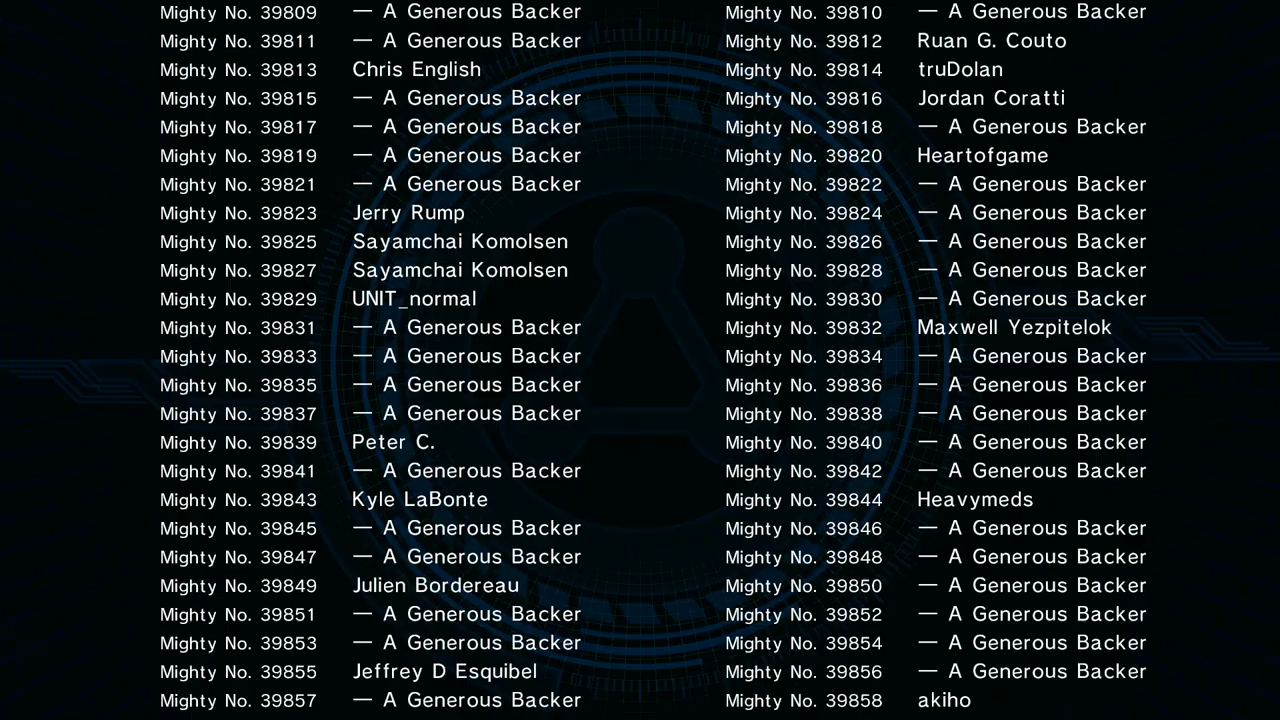 Mighty No. 39809 — A Generous Backer Mighty No. 39810 — A Generous Backer
Mighty No. 39811 — A Generous Backer Mighty No. 39812 Ruan G. Couto
Mighty No. 39813 Chris English Mighty No. 39814 truDolan
Mighty No. 39815 — A Generous Backer Mighty No. 39816 Jordan Coratti
Mighty No. 39817 — A Generous Backer Mighty No. 39818 — A Generous Backer
Mighty No. 39819 — A Generous Backer Mighty No. 39820 Heartofgame
Mighty No. 39821 — A Generous Backer Mighty No. 39822 — A Generous Backer
Mighty No. 39823 Jerry Rump Mighty No. 39824 — A Generous Backer
Mighty No. 39825 Sayamchai Komolsen Mighty No. 39826 — A Generous Backer
Mighty No. 39827 Sayamchai Komolsen Mighty No. 39828 — A Generous Backer
Mighty No. 39829 UNIT_normal Mighty No. 39830 — A Generous Backer
Mighty No. 39831 — A Generous Backer Mighty No. 39832 Maxwell Yezpitelok
Mighty No. 39833 — A Generous Backer Mighty No. 39834 — A Generous Backer
Mighty No. 39835 — A Generous Backer Mighty No. 39836 — A Generous Backer
Mighty No. 39837 — A Generous Backer Mighty No. 39838 — A Generous Backer
Mighty No. 39839 Peter C. Mighty No. 39840 — A Generous Backer
Mighty No. 39841 — A Generous Backer Mighty No. 39842 — A Generous Backer
Mighty No. 39843 Kyle LaBonte Mighty No. 39844 Heavymeds
Mighty No. 39845 — A Generous Backer Mighty No. 39846 — A Generous Backer
Mighty No. 39847 — A Generous Backer Mighty No. 39848 — A Generous Backer
Mighty No. 39849 Julien Bordereau Mighty No. 39850 — A Generous Backer
Mighty No. 39851 — A Generous Backer Mighty No. 39852 — A Generous Backer
Mighty No. 39853 — A Generous Backer Mighty No. 39854 — A Generous Backer
Mighty No. 39855 Jeffrey D Esquibel Mighty No. 39856 — A Generous Backer
Mighty No. 39857 — A Generous Backer Mighty No. 39858 akiho